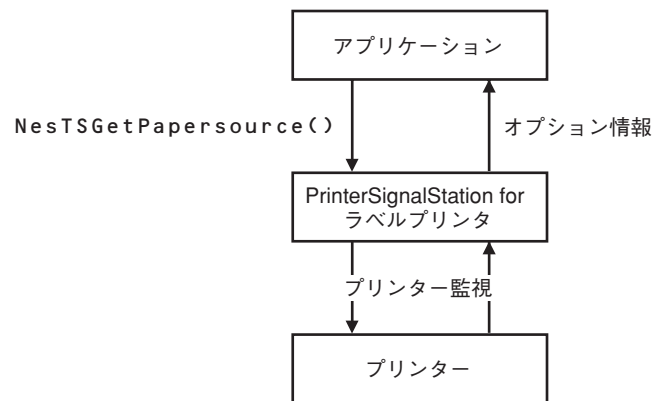 アプリケーション
NesTSGetPapersource()
オプション情報
PrinterSignalStation for
ラベルプリンタ
プリンター監視
プリンター